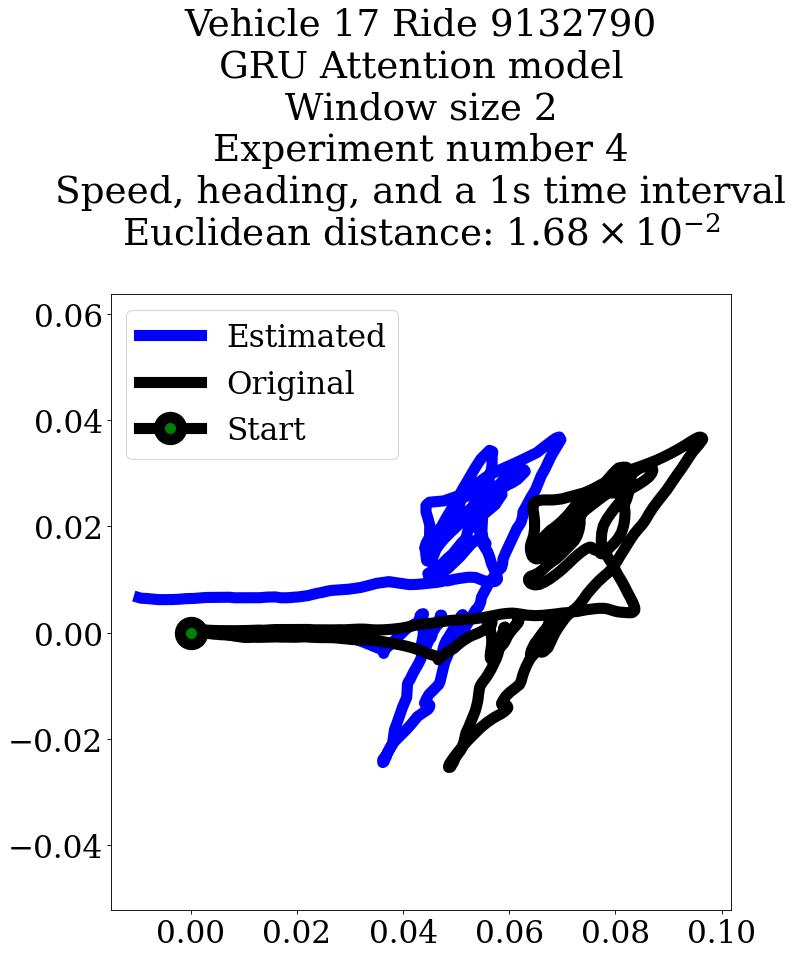 Vehicle 17 Ride 9132790
GRU Attention model
Window size 2
Experiment number 4
Speed, heading, and a 1s time interval
Euclidean distance: 1.68 × 10⁻²
Estimated
Original
Start
0.06
0.04
0.02
0.00
−0.02
−0.04
0.00 0.02 0.04 0.06 0.08 0.10